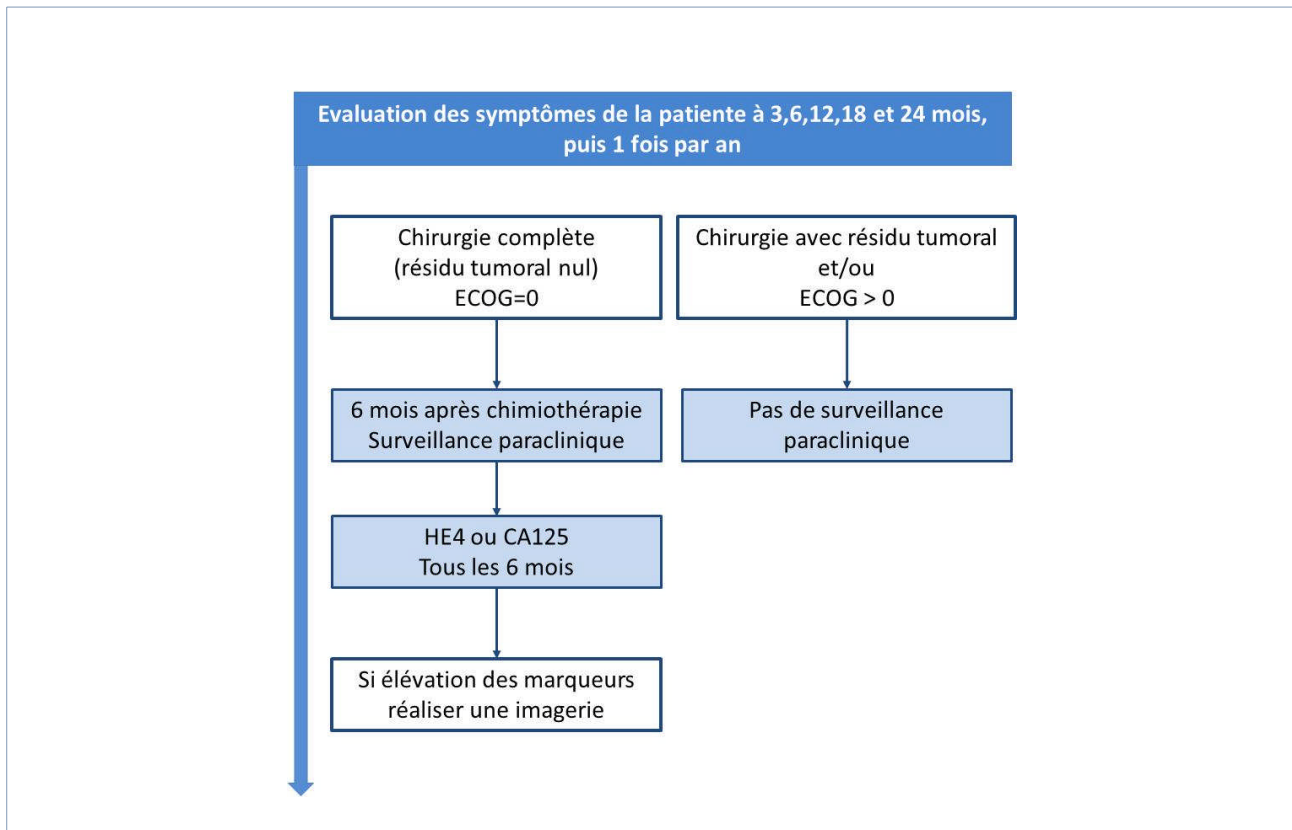 Evaluation des symptômes de la patiente à 3,6,12,18 et 24 mois,
puis 1 fois par an
Chirurgie complète
(résidu tumoral nul)
ECOG=0
Chirurgie avec résidu tumoral
et/ou
ECOG > 0
6 mois après chimiothérapie
Surveillance paraclinique
Pas de surveillance
paraclinique
HE4 ou CA125
Tous les 6 mois
Si élévation des marqueurs
réaliser une imagerie